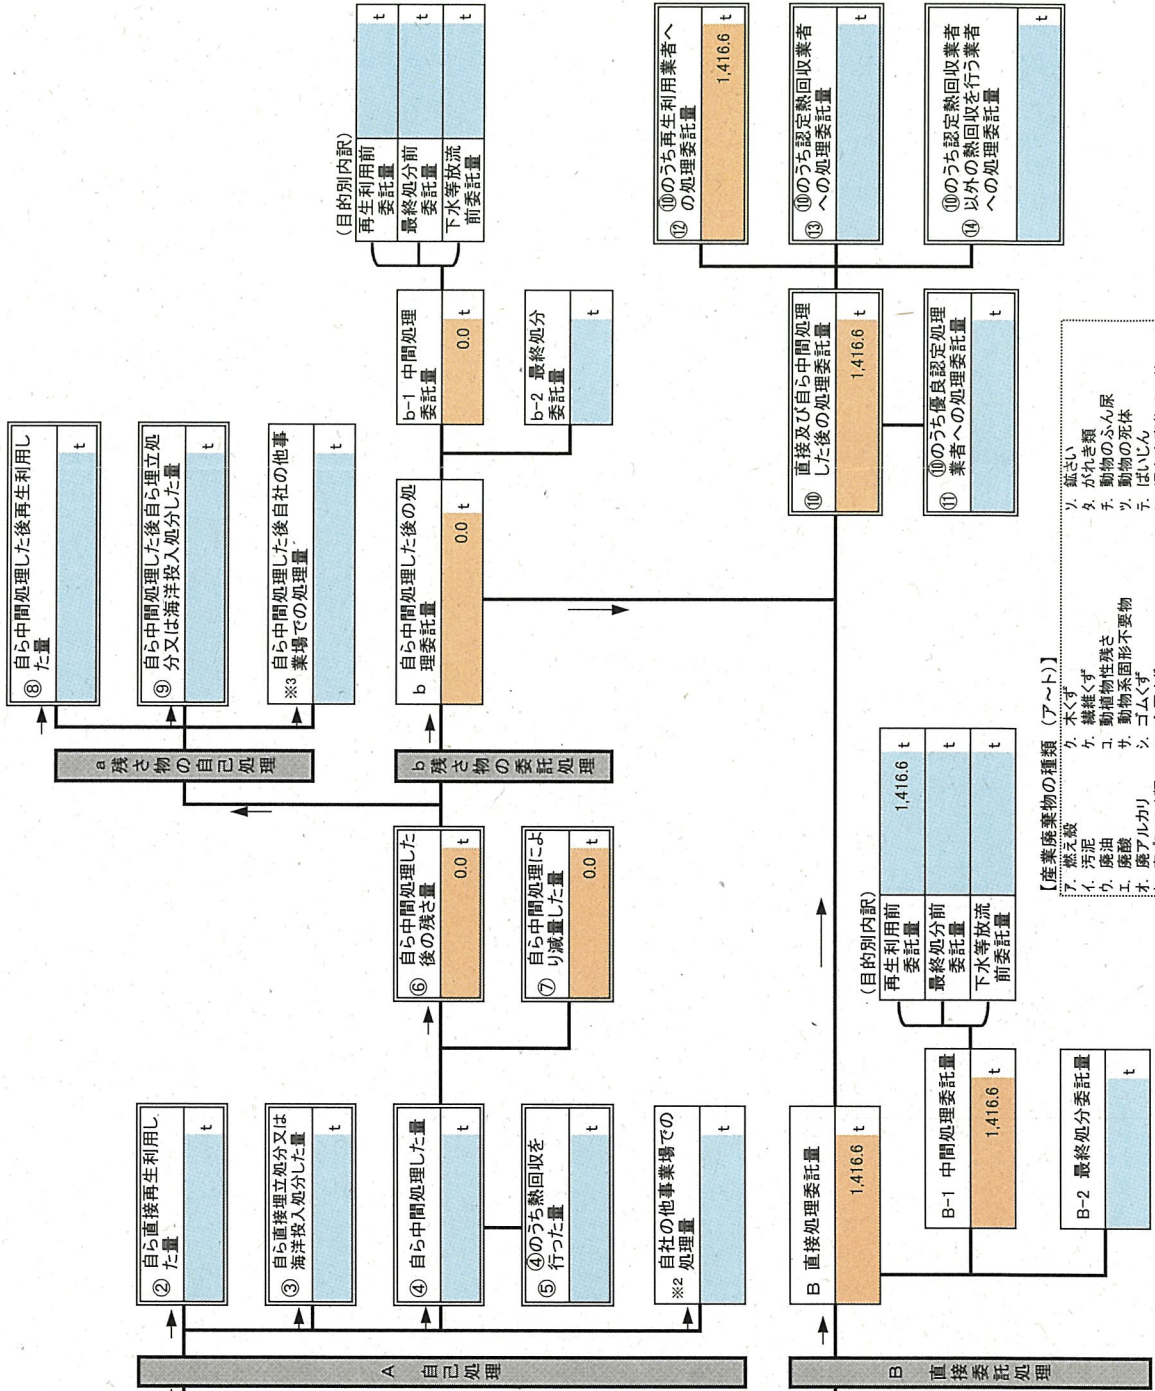 A 自己処理
② 自ら直接再生利用し
た量
t
③ 自ら直接埋立処分又は
海洋投入処分した量
t
④ 自ら中間処理した量
t
⑤ ④のうち熱回収を
行った量
t
※2 自社の他事業場での
処理量
t
⑥ 自ら中間処理した
後の残さ量
0.0 t
⑦ 自ら中間処理によ
り減量した量
0.0 t
a 残さ物の自己処理
⑧ 自ら中間処理した後再生利用し
た量
t
⑨ 自ら中間処理した後自ら埋立処
分又は海洋投入処分した量
t
※3 自ら中間処理した後自社の他事
業場での処理量
t
b 残さ物の委託処理
b 自ら中間処理した後の処
理委託量
0.0 t
b-1 中間処理
委託量
0.0 t
b-2 最終処分
委託量
t
(目的別内訳)
再生利用前
委託量
t
最終処分前
委託量
t
下水等放流
前委託量
t
B 直接委託処理
B 直接処理委託量
1,416.6 t
B-1 中間処理委託量
1,416.6 t
B-2 最終処分委託量
t
(目的別内訳)
再生利用前
委託量
1,416.6 t
最終処分前
委託量
t
下水等放流
前委託量
t
⑩ 直接及び自ら中間処理
した後の処理委託量
1,416.6 t
⑪ ⑩のうち優良認定処理
業者への処理委託量
t
⑫ ⑩のうち再生利用業者へ
の処理委託量
1,416.6 t
⑬ ⑩のうち認定熱回収業者
への処理委託量
t
⑭ ⑩のうち認定熱回収業者
以外の熱回収を行う業者
への処理委託量
t
【産業廃棄物の種類 (ア～ト)】
ア. 燃え殻 ク. 木くず ソ. 鉱さい
イ. 汚泥 ケ. 繊維くず タ. がれき類
ウ. 廃油 コ. 動植物性残さ チ. 動物のふん尿
エ. 廃酸 サ. 動物系固形不要物 ツ. 動物の死体
オ. 廃アルカリ シ. ゴムくず テ. ばいじん